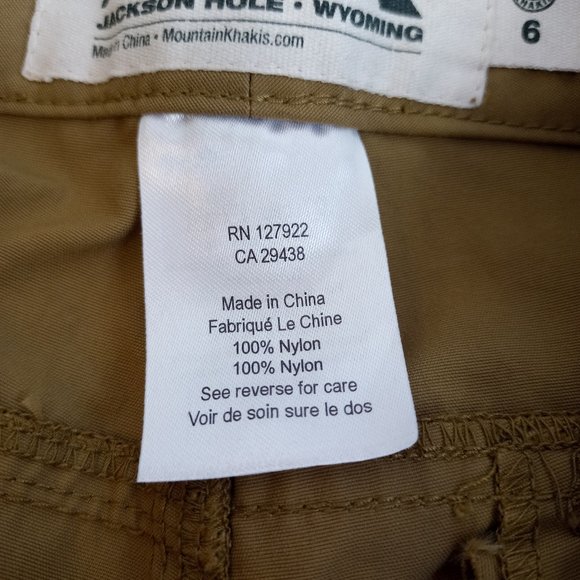 JACKSON HOLE • WYOMING
Made in China • MountainKhakis.com
6
RN 127922
CA 29438
Made in China
Fabriqué Le Chine
100% Nylon
100% Nylon
See reverse for care
Voir de soin sure le dos